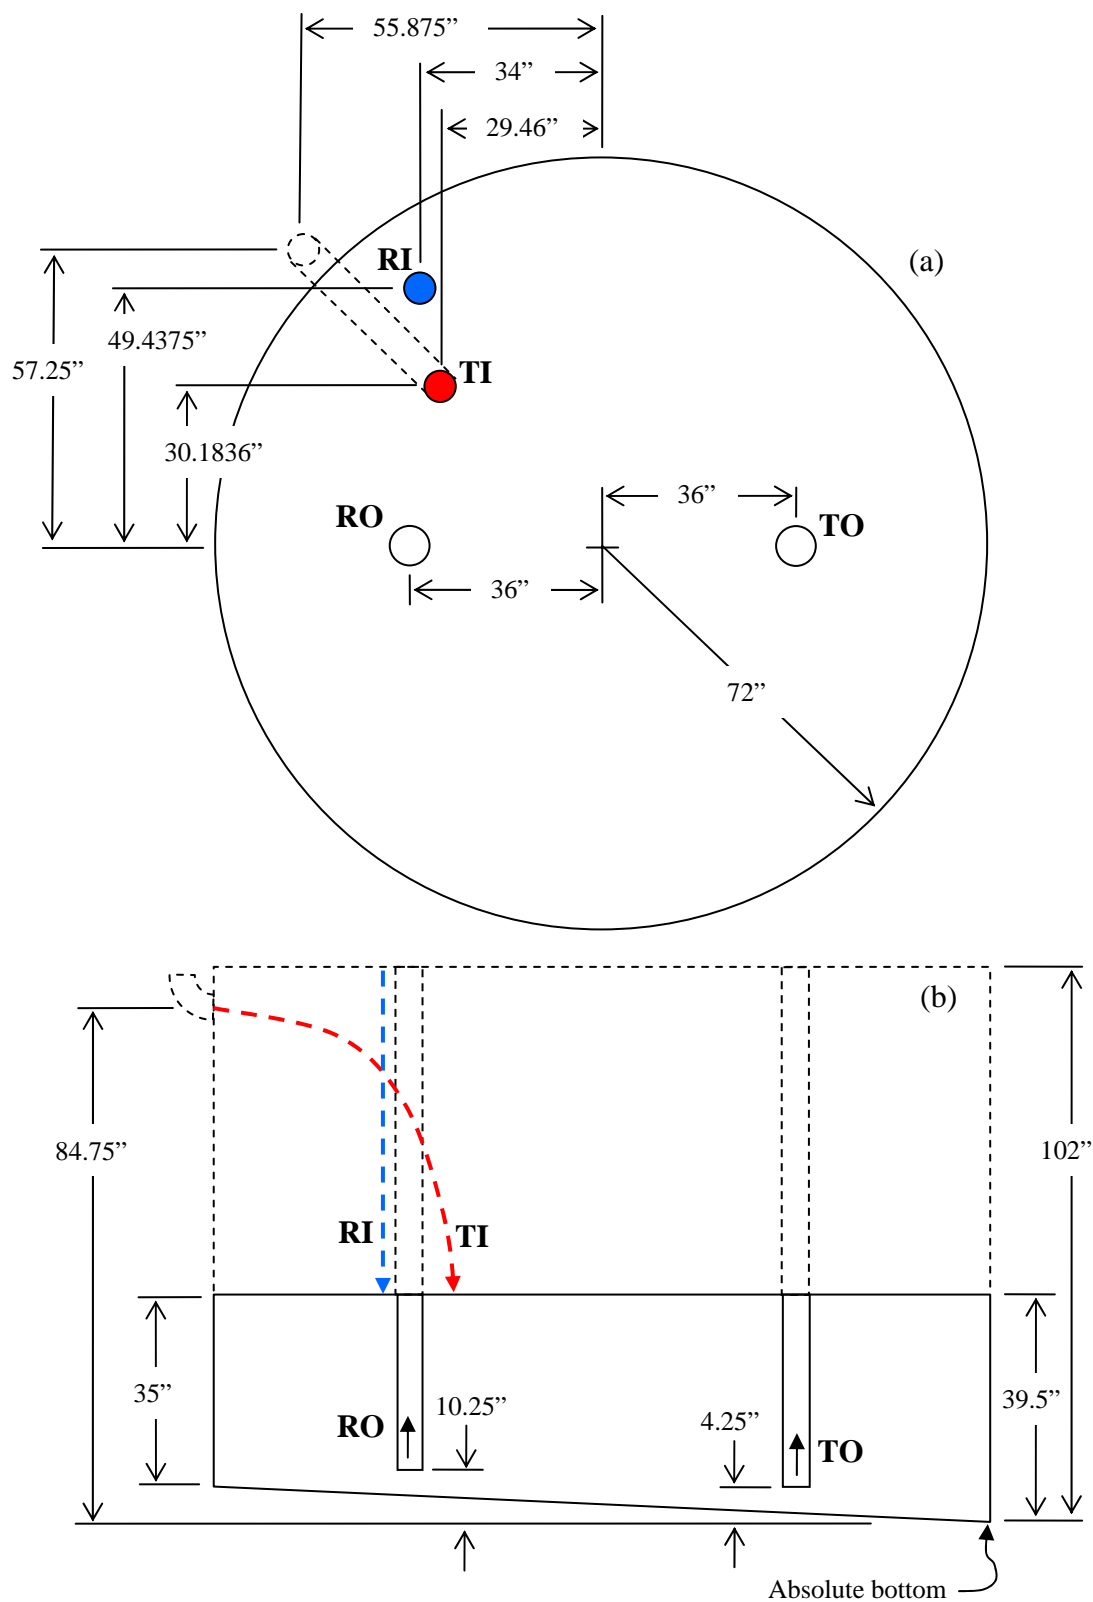 55.875”
34”
29.46”
(a)
RI
49.4375”
57.25”
TI
30.1836”
36”
RO
TO
36”
72”
(b)
84.75”
102”
RI
TI
35”
10.25”
39.5”
4.25”
RO
TO
Absolute bottom